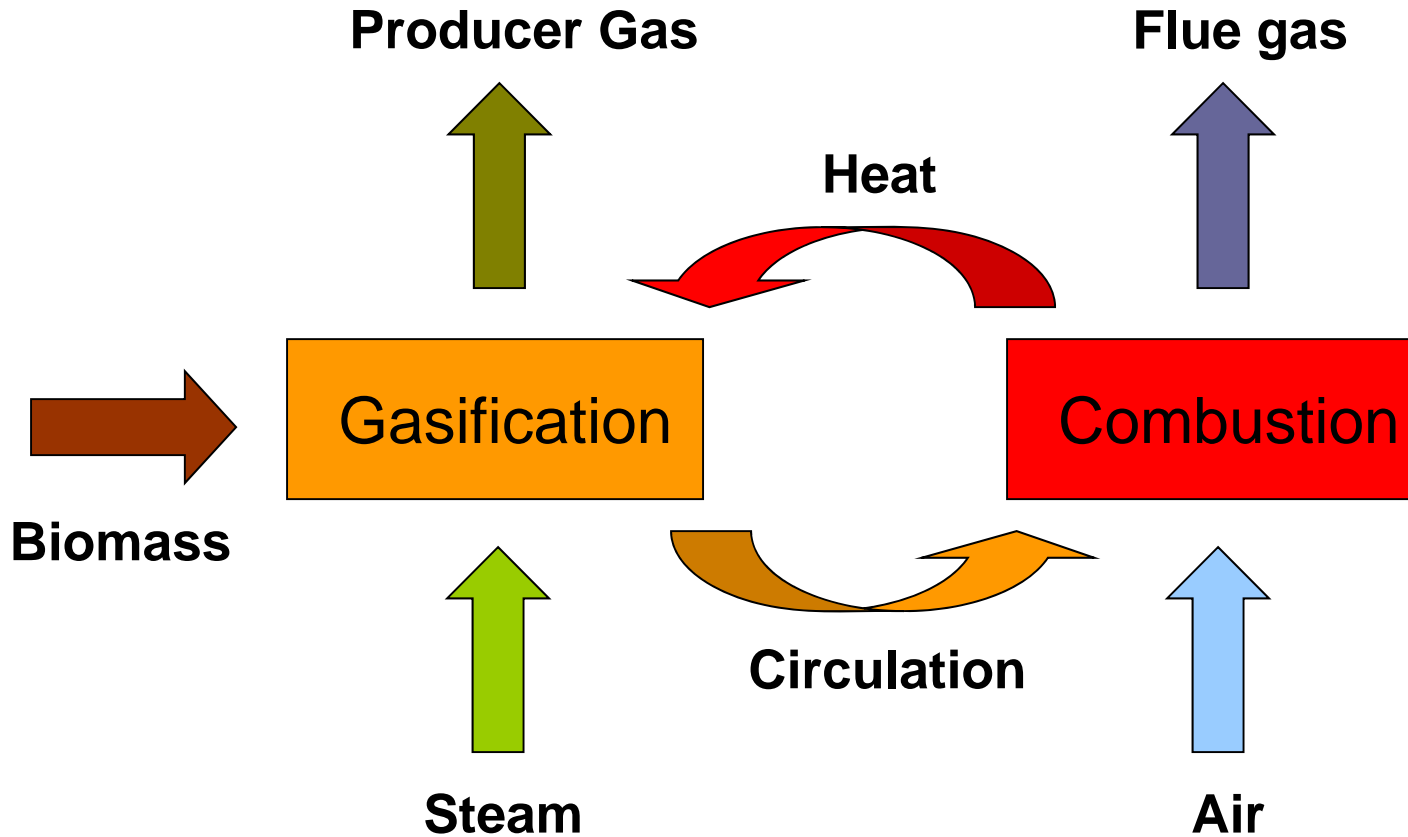 Producer Gas
Flue gas
Heat
Gasification
Combustion
Biomass
Circulation
Steam
Air